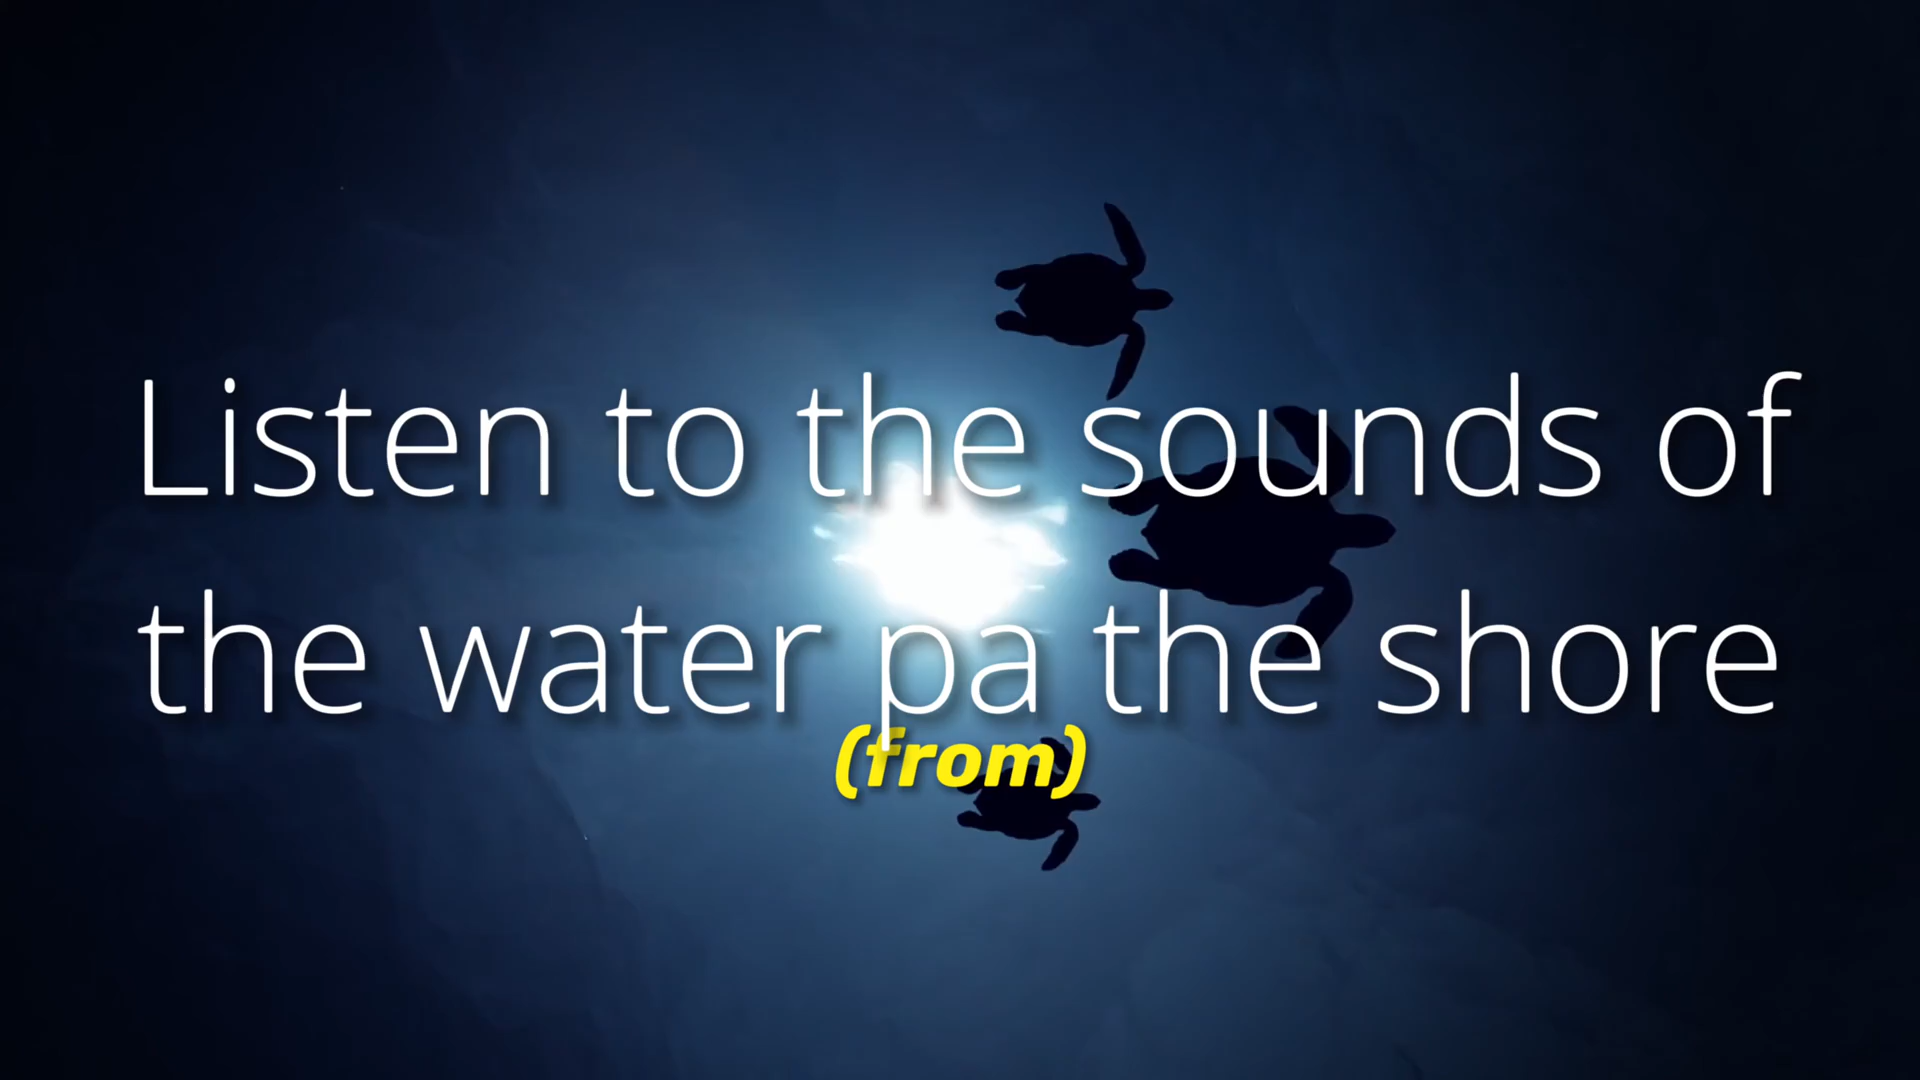 Listen to the sounds of
the water pa the shore
(from)